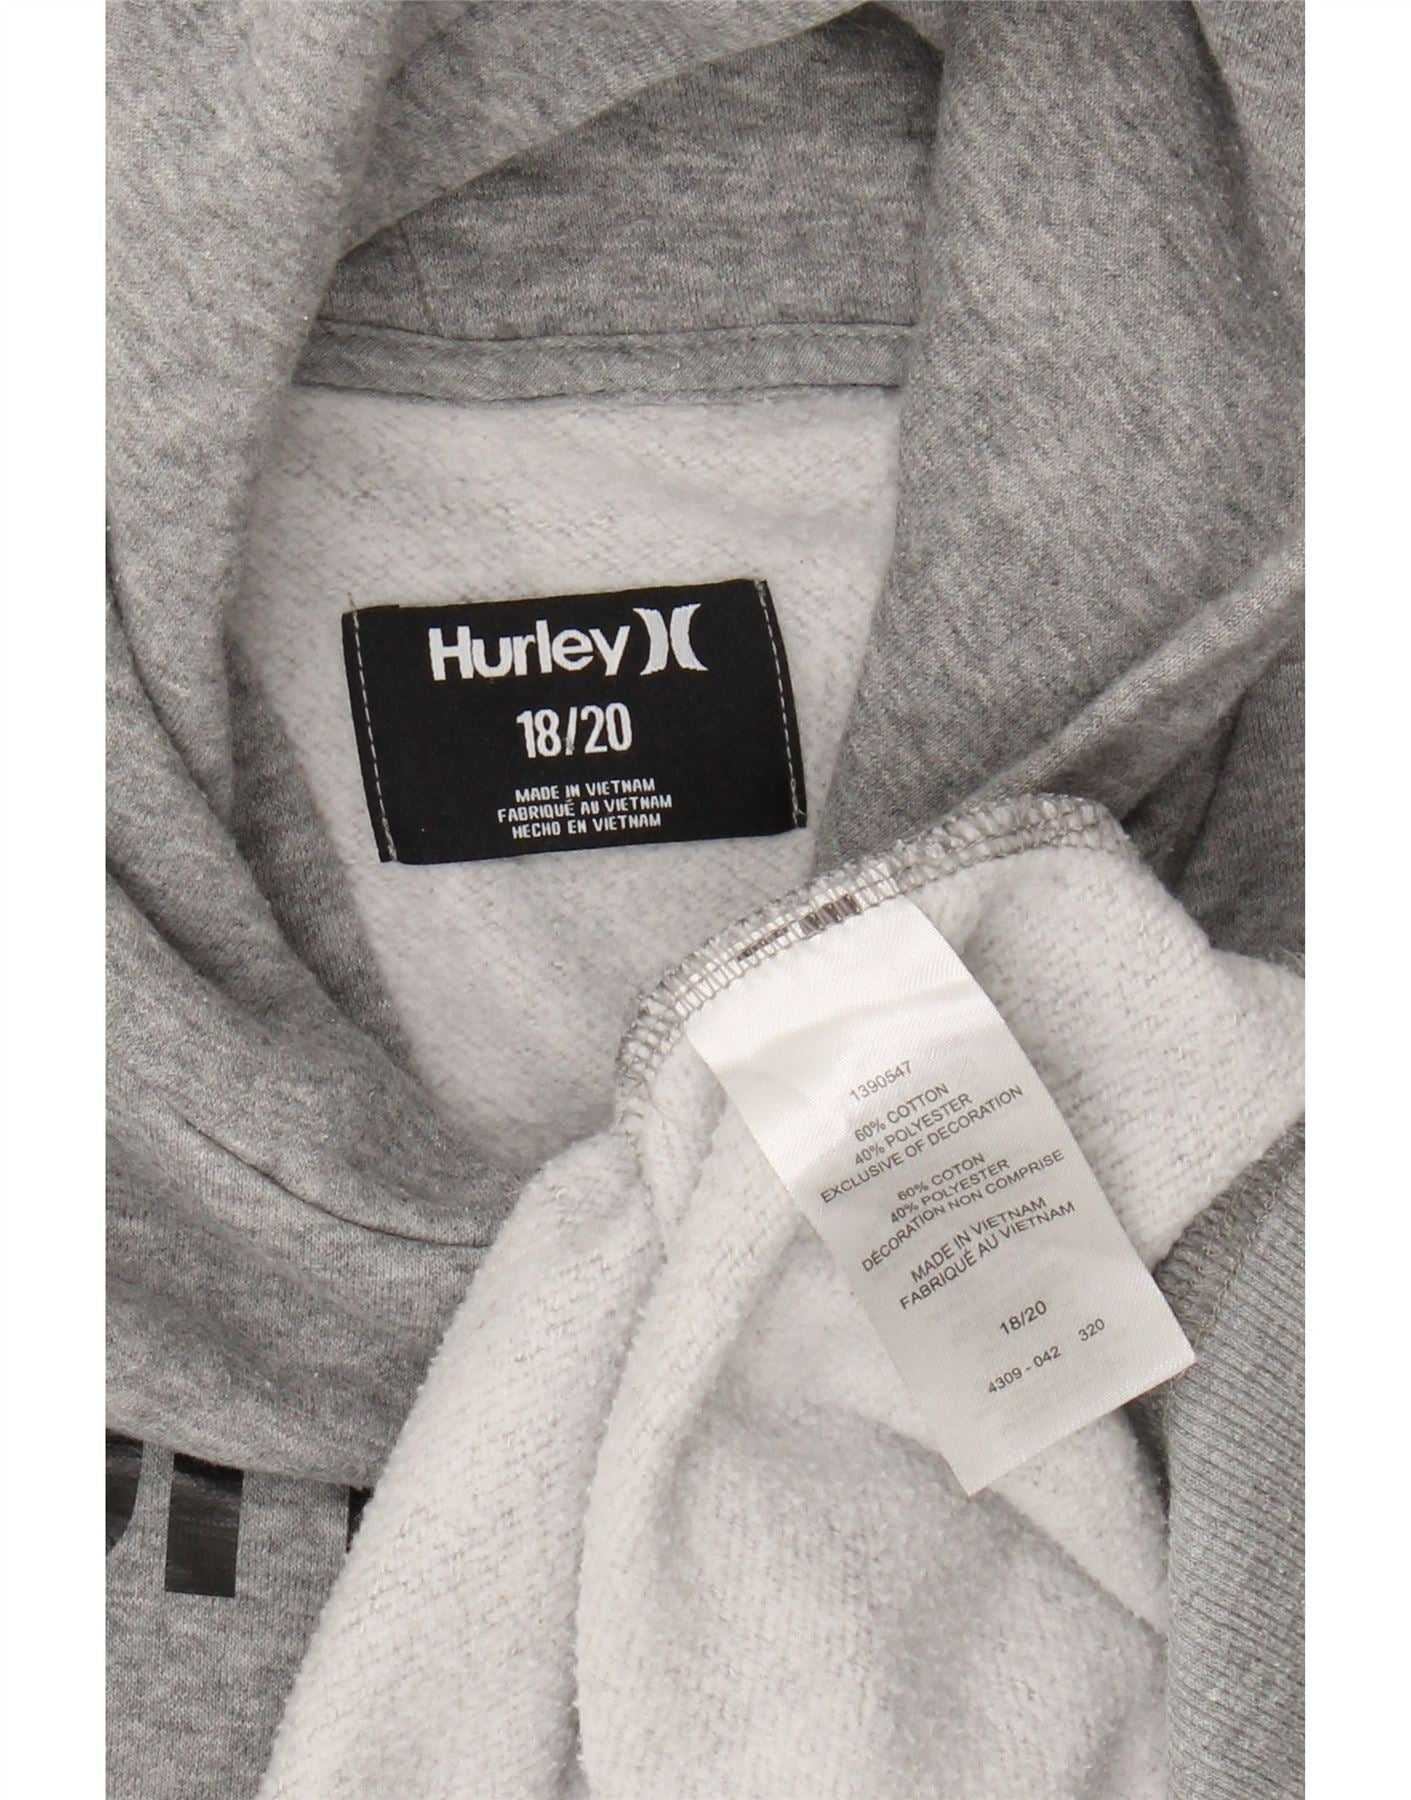 Hurley
18/20
MADE IN VIETNAM
FABRIQUÉ AU VIETNAM
HECHO EN VIETNAM
1390547
60% COTTON
40% POLYESTER
EXCLUSIVE OF DECORATION
60% COTON
40% POLYESTER
DÉCORATION NON COMPRISE
MADE IN VIETNAM
FABRIQUÉ AU VIETNAM
18/20
4309 - 042 320